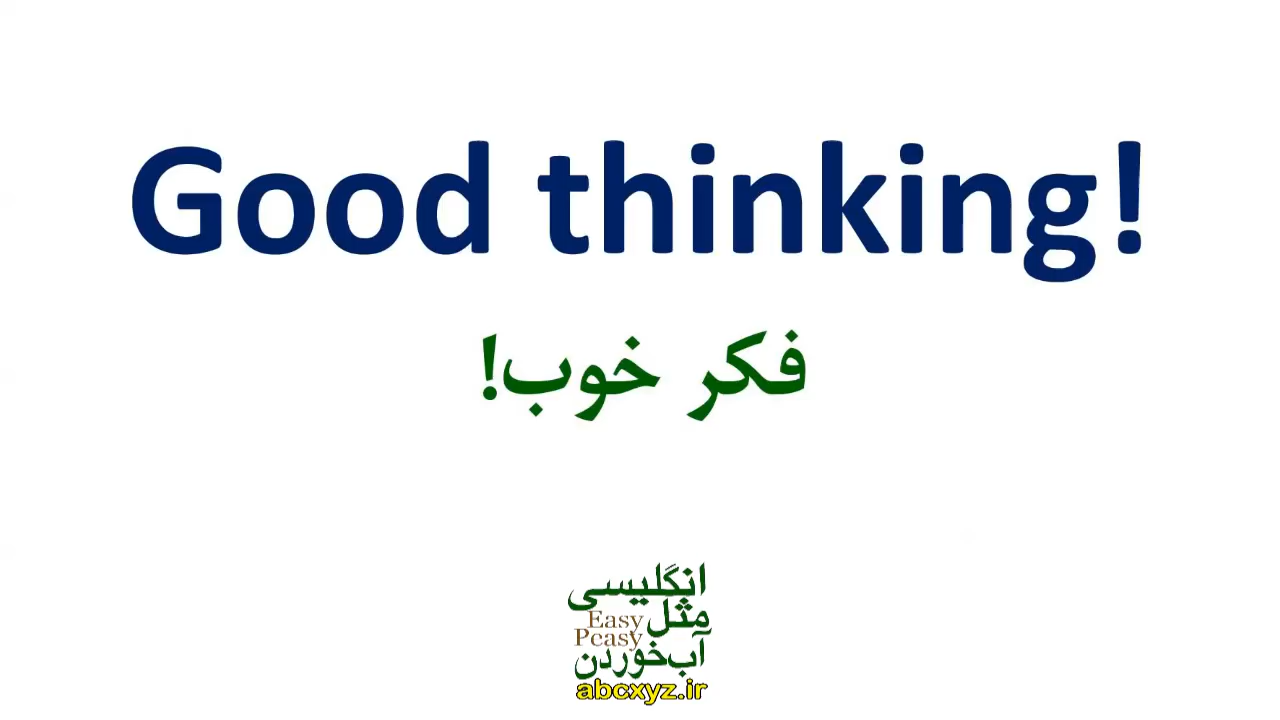 Good thinking!
فکر خوب!
انگلیسی
مثل
Easy
Peasy
آب‌خوردن
abcxyz.ir